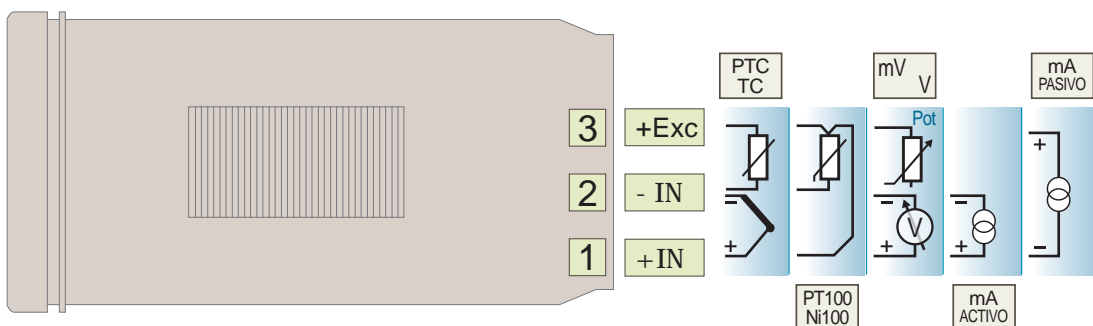 PTC
TC
mV
V
mA
PASIVO
3
+Exc
Pot
+
2
- IN
−
−
−
V
1
+IN
+
+
+
−
PT100
Ni100
mA
ACTIVO